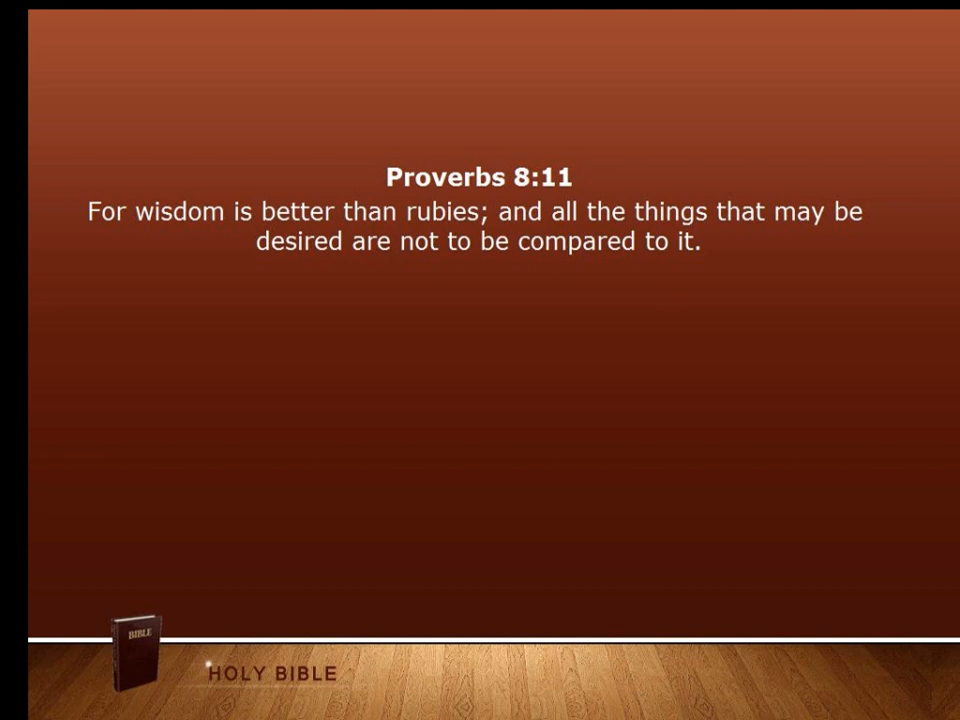 Proverbs 8:11
For wisdom is better than rubies; and all the things that may be
desired are not to be compared to it.
BIBLE
HOLY BIBLE